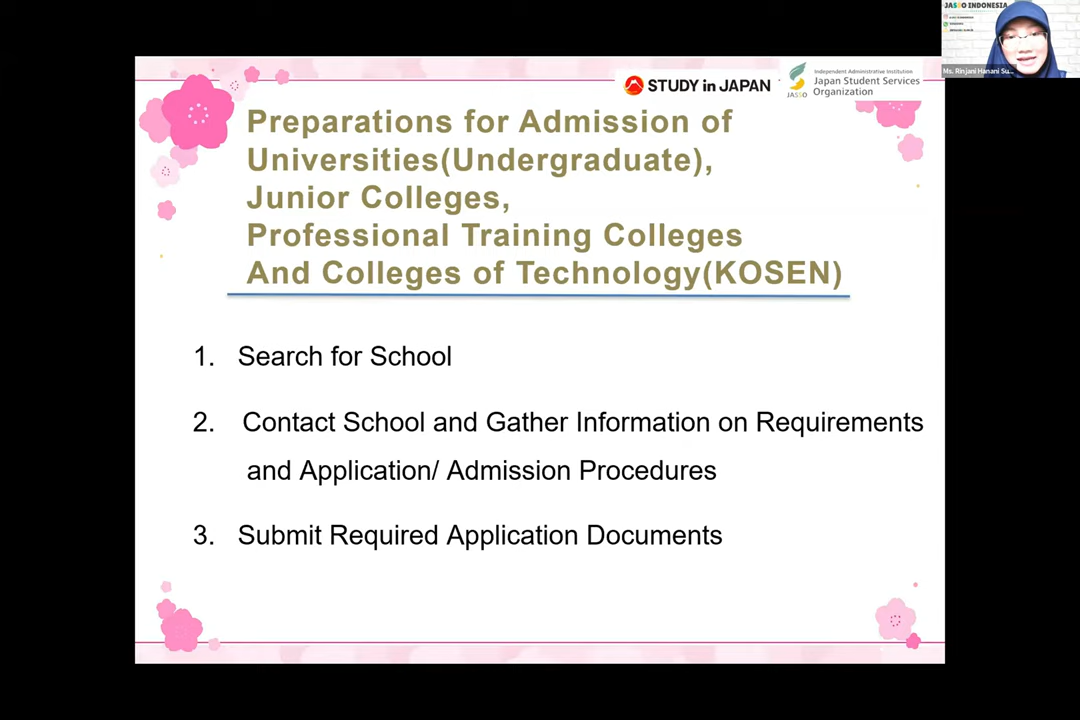 STUDY in JAPAN
JASSO
Independent Administrative Institution
Japan Student Services
Organization
Preparations for Admission of
Universities(Undergraduate),
Junior Colleges,
Professional Training Colleges
And Colleges of Technology(KOSEN)
1. Search for School
2. Contact School and Gather Information on Requirements
and Application/ Admission Procedures
3. Submit Required Application Documents
JASSO INDONESIA
Ms. Rinjani Hanani Su...